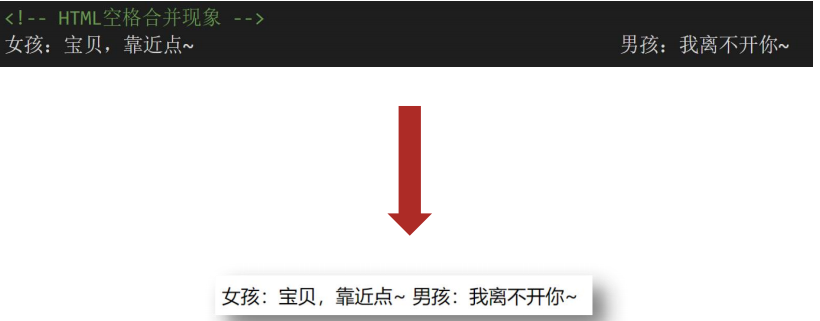 <!-- HTML空格合并现象 -->
女孩：宝贝，靠近点~                                        男孩：我离不开你~
女孩：宝贝，靠近点~ 男孩：我离不开你~